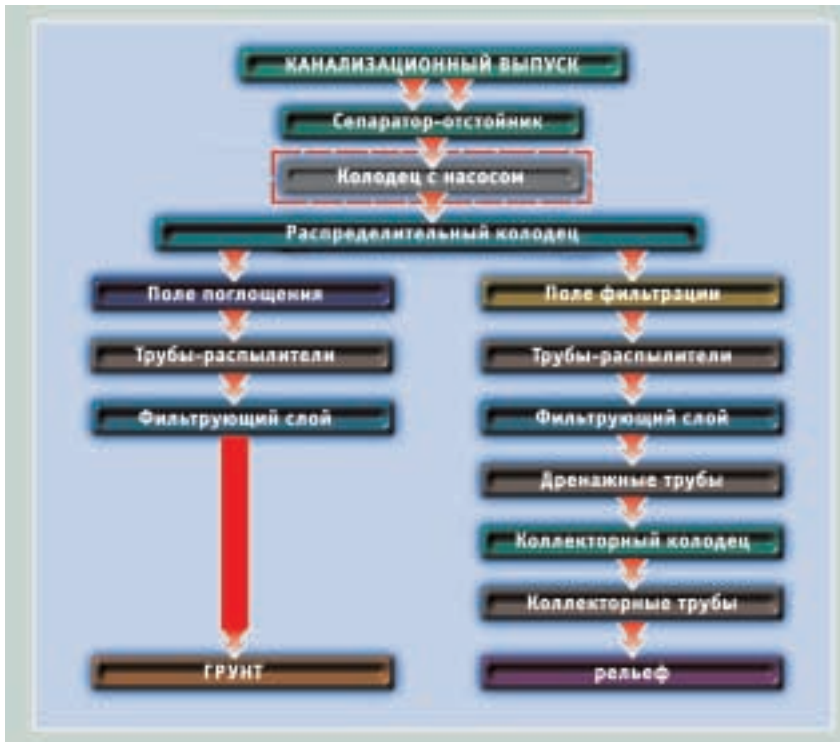 КАНАЛИЗАЦИОННЫЙ ВЫПУСК
Сепаратор-отстойник
Колодец с насосом
Распределительный колодец
Поле поглощения
Трубы-распылители
Фильтрующий слой
ГРУНТ
Поле фильтрации
Трубы-распылители
Фильтрующий слой
Дренажные трубы
Коллекторный колодец
Коллекторные трубы
рельеф